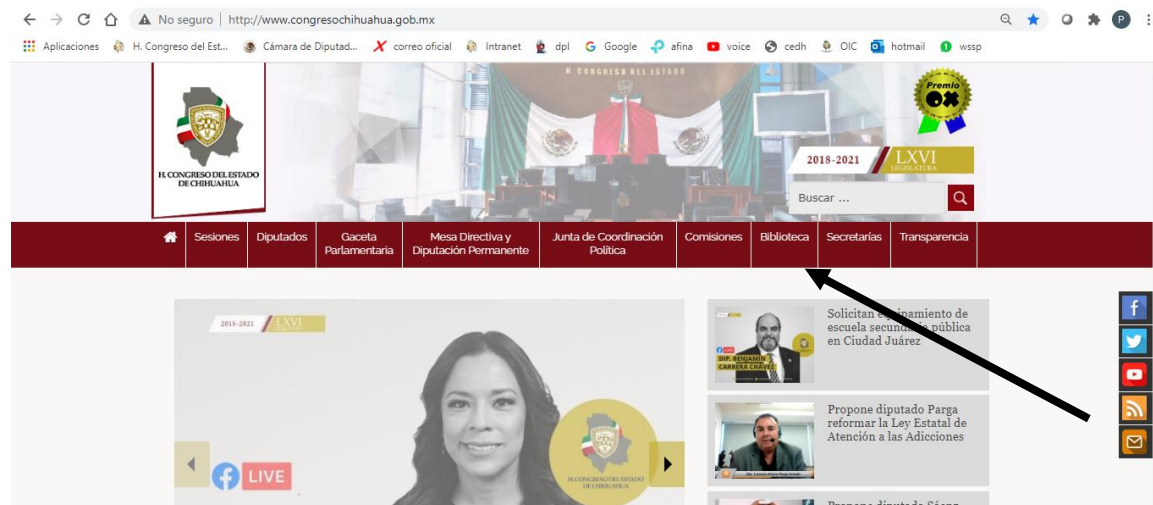 No seguro | http://www.congresochihuahua.gob.mx
P
Aplicaciones H. Congreso del Est... Cámara de Diputad... correo oficial Intranet dpl Google afina voice cedh OIC hotmail wssp
H CONGRESO DEL ESTADO
Premio
OX
H. CONGRESO DEL ESTADO
DE CHIHUAHUA
2018-2021 LXVI
LEGISLATURA
Buscar ...
Sesiones Diputados Gaceta Parlamentaria Mesa Directiva y Diputación Permanente Junta de Coordinación Política Comisiones Biblioteca Secretarías Transparencia
2018-2021 LXVI
LIVE
H. CONGRESO DEL ESTADO
DE CHIHUAHUA
DIP. BENJAMÍN
CARRERA CHÁVEZ
Solicitan equipamiento de
escuela secundaria pública
en Ciudad Juárez
Propone diputado Parga
reformar la Ley Estatal de
Atención a las Adicciones